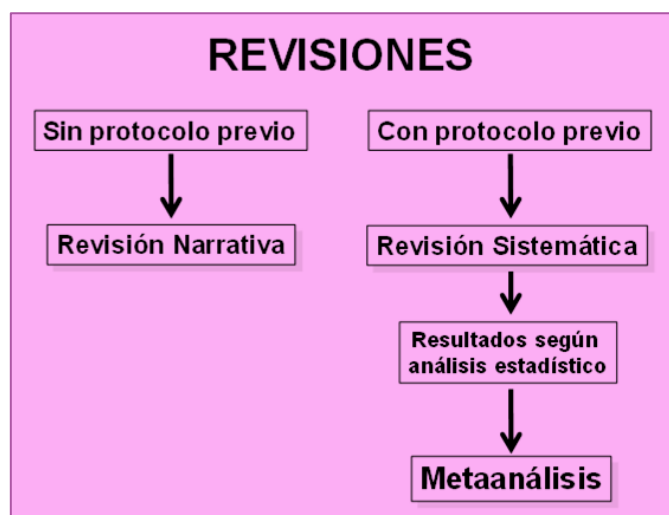 REVISIONES
Sin protocolo previo
Con protocolo previo
Revisión Narrativa
Revisión Sistemática
Resultados según
análisis estadístico
Metaanálisis